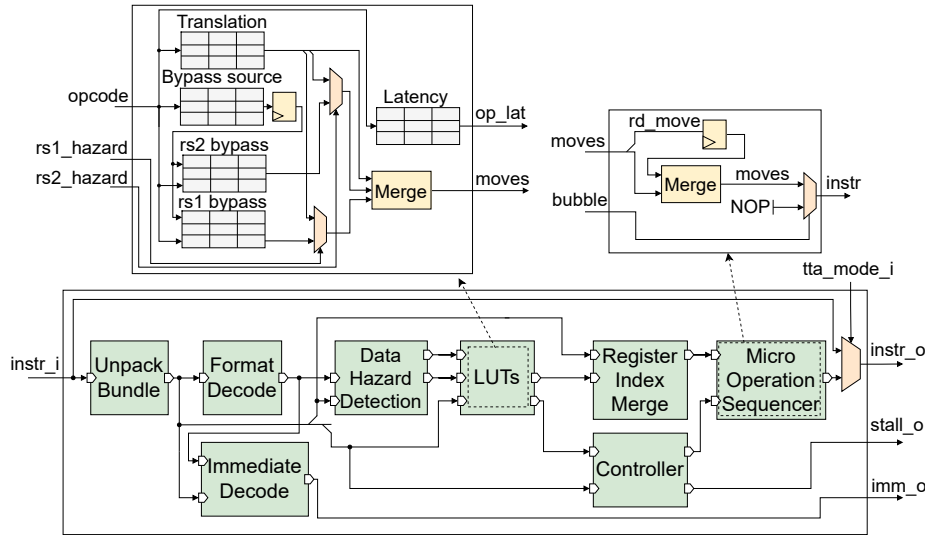 Translation
Bypass source
opcode
Latency
op_lat
rs1_hazard
rs2 bypass
rs2_hazard
Merge
moves
rs1 bypass
rd_move
moves
Merge
moves
instr
bubble
NOP
tta_mode_i
instr_i
Unpack
Bundle
Format
Decode
Data
Hazard
Detection
LUTs
Register
Index
Merge
Micro
Operation
Sequencer
instr_o
stall_o
Immediate
Decode
Controller
imm_o